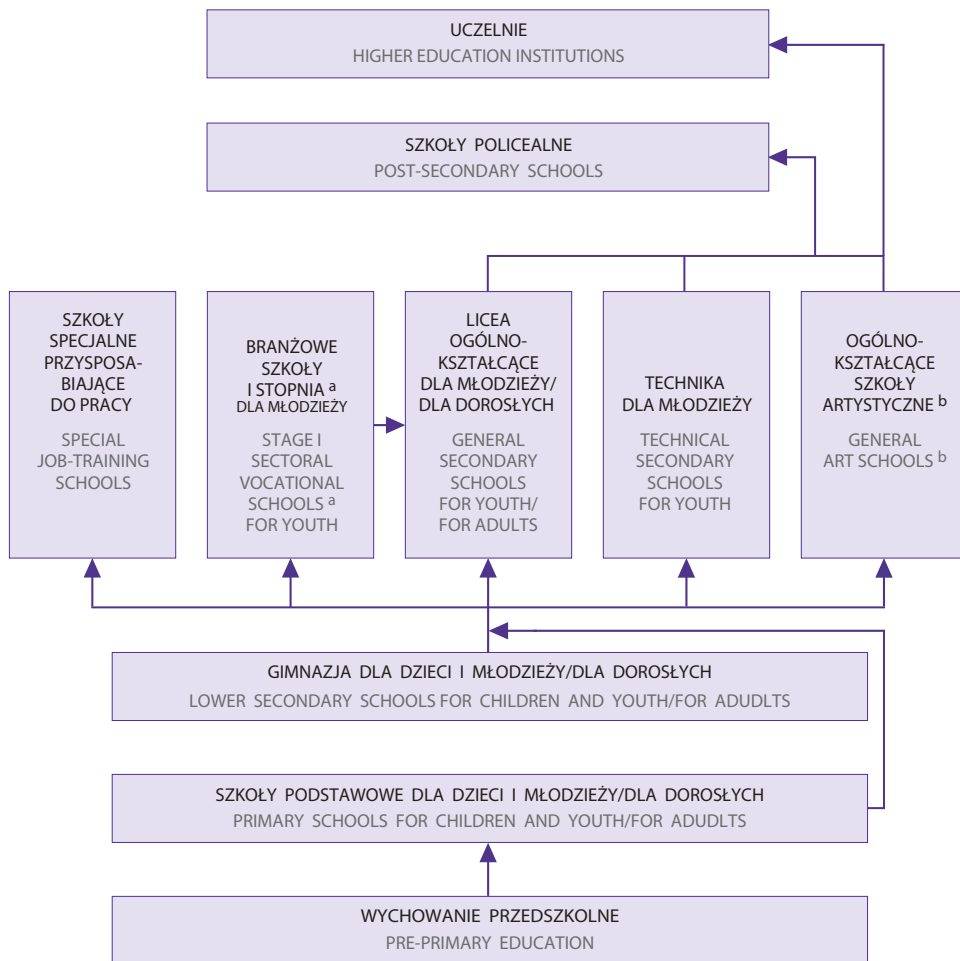 UCZELNIE
HIGHER EDUCATION INSTITUTIONS
SZKOŁY POLICEALNE
POST-SECONDARY SCHOOLS
SZKOŁY
SPECJALNE
PRZYSPOSA-
BIAJĄCE
DO PRACY
SPECIAL
JOB-TRAINING
SCHOOLS
BRANŻOWE
SZKOŁY
I STOPNIA a
DLA MŁODZIEŻY
STAGE I
SECTORAL
VOCATIONAL
SCHOOLS a
FOR YOUTH
LICEA
OGÓLNO-
KSZTAŁCĄCE
DLA MŁODZIEŻY/
DLA DOROSŁYCH
GENERAL
SECONDARY
SCHOOLS
FOR YOUTH/
FOR ADULTS
TECHNIKA
DLA MŁODZIEŻY
TECHNICAL
SECONDARY
SCHOOLS
FOR YOUTH
OGÓLNO-
KSZTAŁCĄCE
SZKOŁY
ARTYSTYCZNE b
GENERAL
ART SCHOOLS b
GIMNAZJA DLA DZIECI I MŁODZIEŻY/DLA DOROSŁYCH
LOWER SECONDARY SCHOOLS FOR CHILDREN AND YOUTH/FOR ADUDLTS
SZKOŁY PODSTAWOWE DLA DZIECI I MŁODZIEŻY/DLA DOROSŁYCH
PRIMARY SCHOOLS FOR CHILDREN AND YOUTH/FOR ADUDLTS
WYCHOWANIE PRZEDSZKOLNE
PRE-PRIMARY EDUCATION